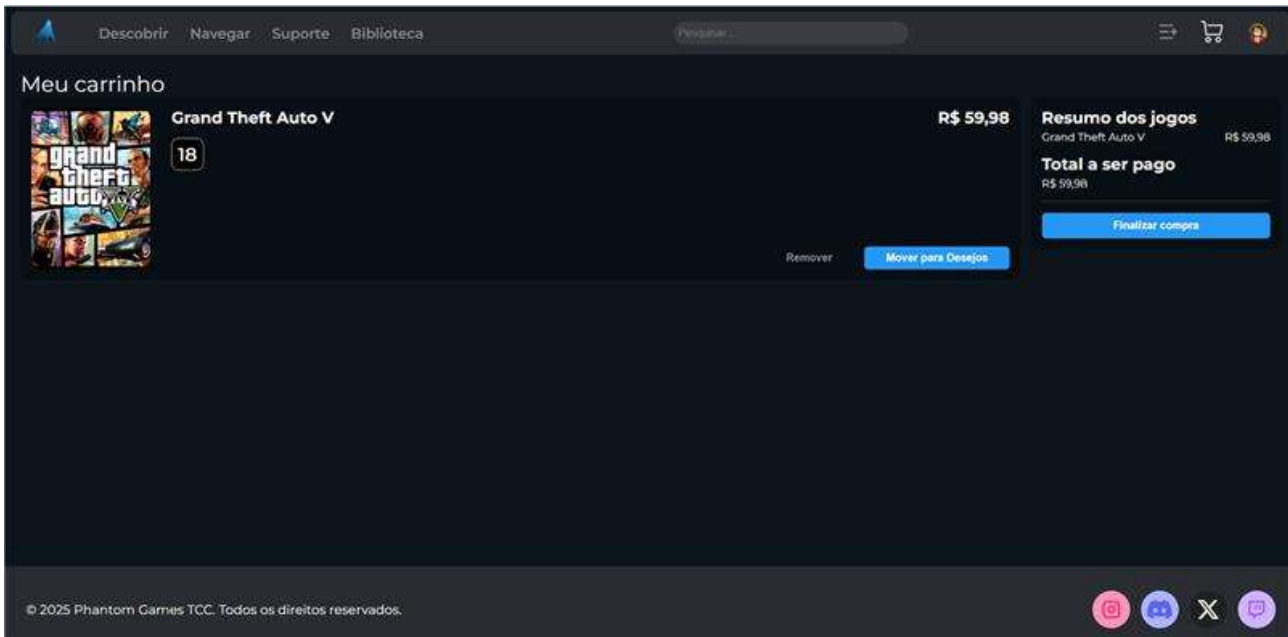 Descobrir Navegar Suporte Biblioteca
Pesquisar...
Meu carrinho
grand
theft
auto
Grand Theft Auto V
R$ 59,98
18
Remover
Mover para Desejos
Resumo dos jogos
Grand Theft Auto V R$ 59,98
Total a ser pago
R$ 59,98
Finalizar compra
© 2025 Phantom Games TCC. Todos os direitos reservados.